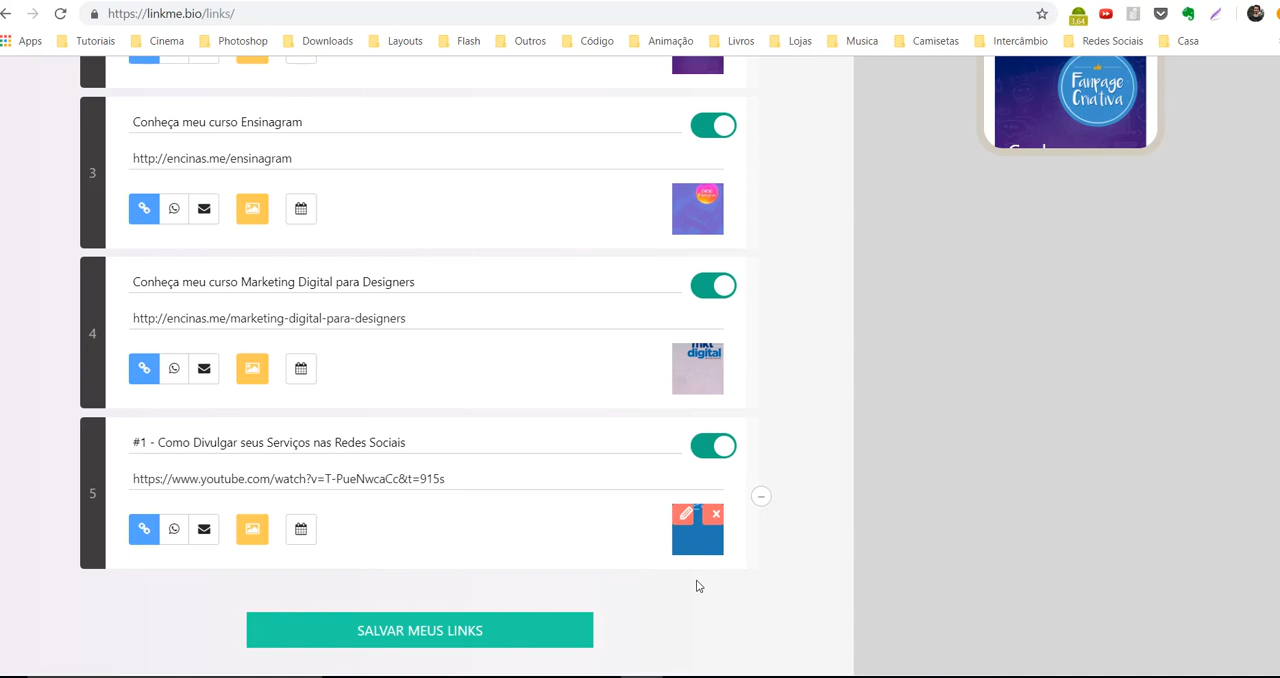 https://linkme.bio/links/
3.64
Apps Tutoriais Cinema Photoshop Downloads Layouts Flash Outros Código Animação Livros Lojas Musica Camisetas Intercâmbio Redes Sociais Casa
Fanpage
Criativa
Conheça meu curso Ensinagram
http://encinas.me/ensinagram
3
Conheça meu curso Marketing Digital para Designers
http://encinas.me/marketing-digital-para-designers
4
mkt
digital
#1 - Como Divulgar seus Serviços nas Redes Sociais
https://www.youtube.com/watch?v=T-PueNwcaCc&t=915s
5
SALVAR MEUS LINKS